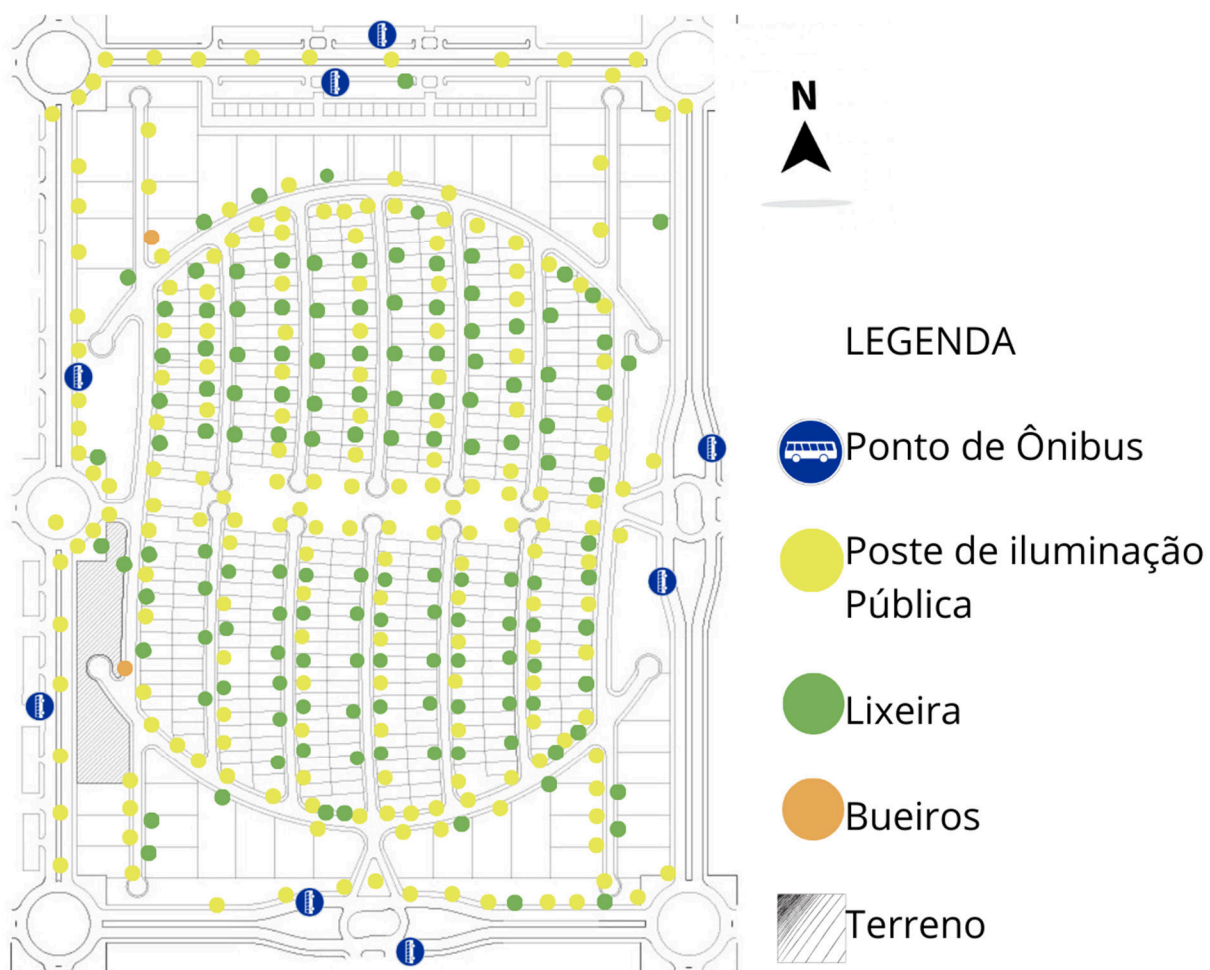 N
LEGENDA
Ponto de Ônibus
Poste de iluminação
Pública
Lixeira
Bueiros
Terreno